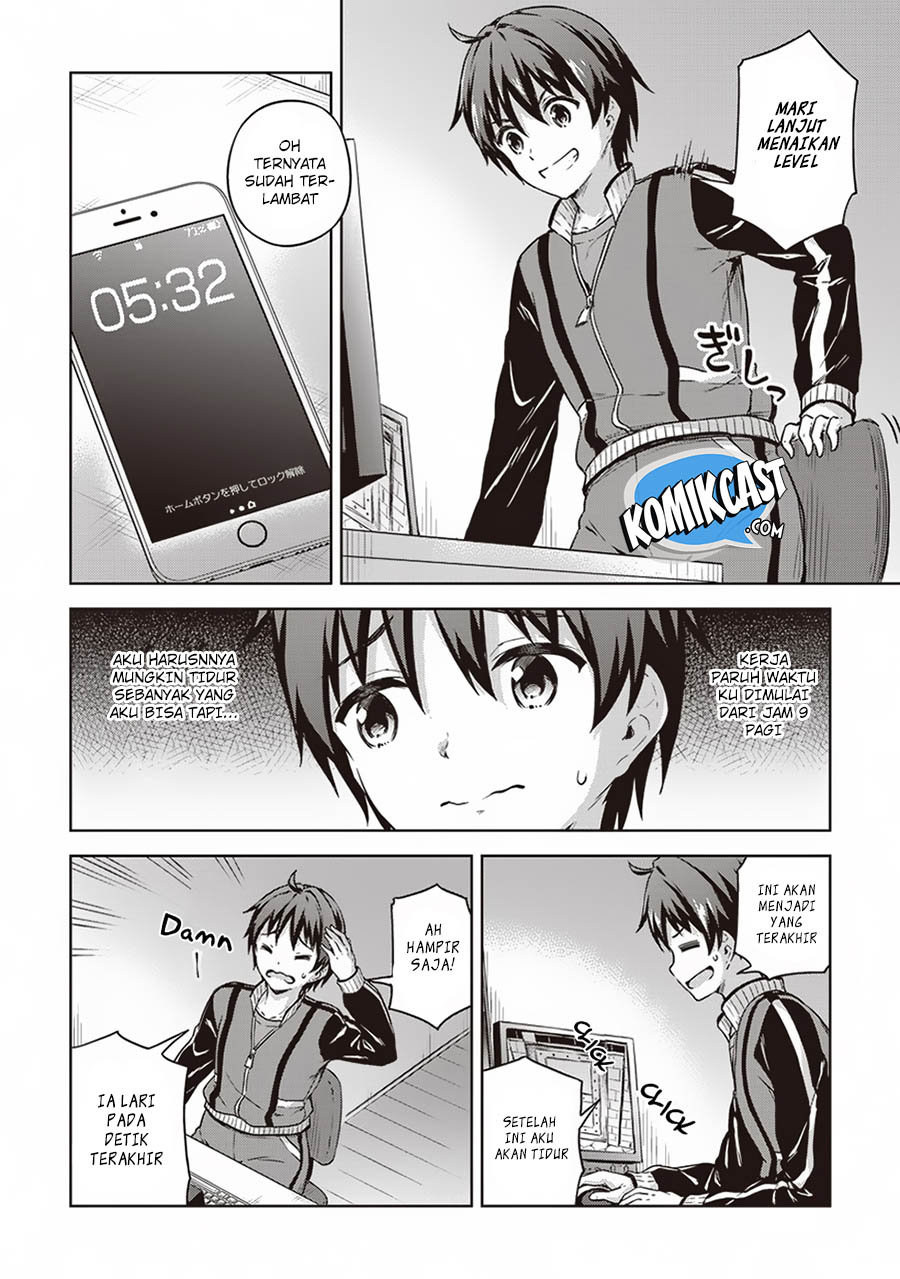 MARI
LANJUT
MENAIKAN
LEVEL
ぎしっ
KOMIKCAST
.COM
OH
TERNYATA
SUDAH TER-
LAMBAT
73%
05:32
ホームボタンを押してロック解除
KERJA
PARUH WAKTU
KU DIMULAI
DARI JAM 9
PAGI
AKU HARUSNNYA
MUNGKIN TIDUR
SEBANYAK YANG
AKU BISA TAPI...
INI AKAN
MENJADI
YANG
TERAKHIR
CLICK
CLICK
SETELAH
INI AKU
AKAN TIDUR
AH
HAMPIR
SAJA!
Damn
IA LARI
PADA
DETIK
TERAKHIR